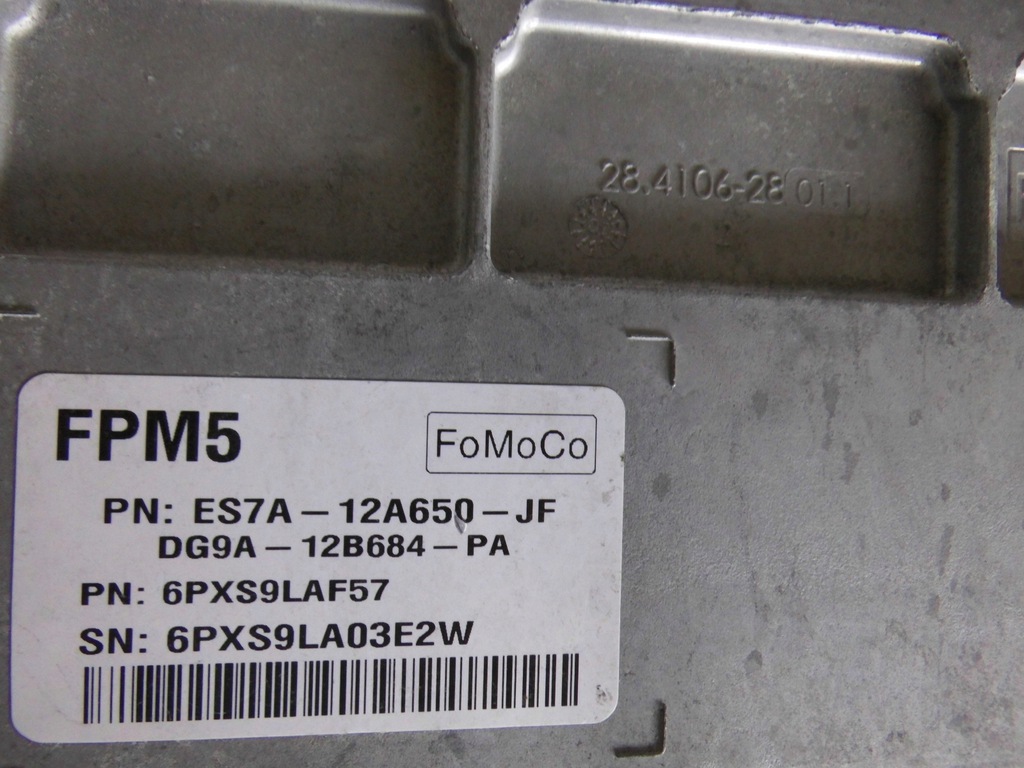 28.4106-28 01.1
FPM5
FoMoCo
PN: ES7A-12A650-JF
DG9A-12B684-PA
PN: 6PXS9LAF57
SN: 6PXS9LA03E2W